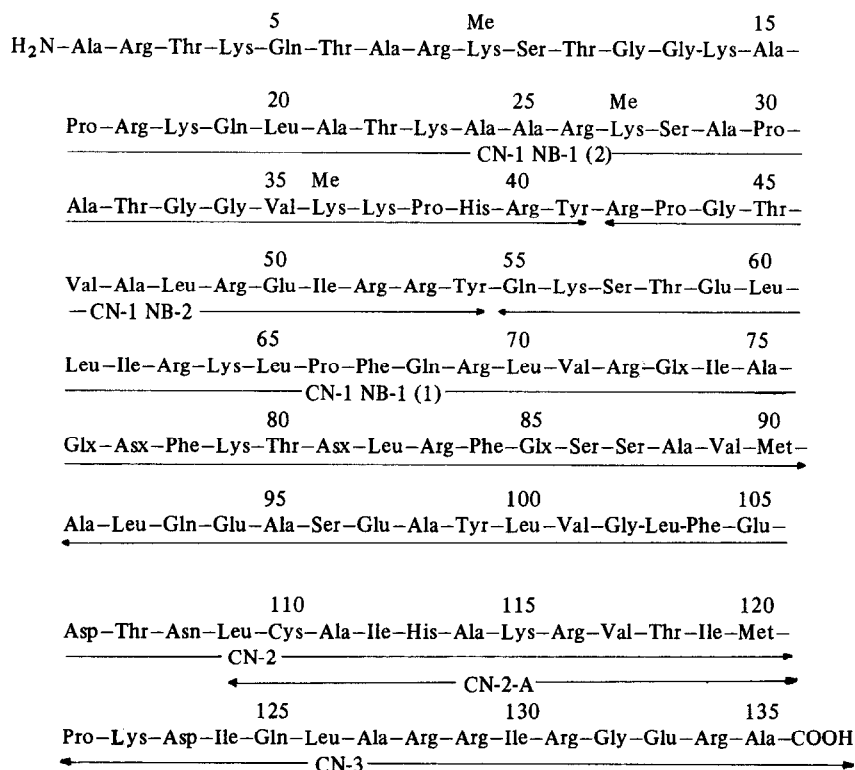 5 Me 15
H₂N–Ala–Arg–Thr–Lys–Gln–Thr–Ala–Arg–Lys–Ser–Thr–Gly–Gly-Lys–Ala–
20 25 Me 30
Pro–Arg–Lys–Gln–Leu–Ala–Thr–Lys–Ala–Ala–Arg–Lys–Ser–Ala–Pro–
CN-1 NB-1 (2)
35 Me 40 45
Ala–Thr–Gly–Gly–Val–Lys–Lys–Pro–His–Arg–Tyr–Arg–Pro–Gly–Thr–
50 55 60
Val–Ala–Leu–Arg–Glu–Ile–Arg–Arg–Tyr–Gln–Lys–Ser–Thr–Glu–Leu–
CN-1 NB-2
65 70 75
Leu–Ile–Arg–Lys–Leu–Pro–Phe–Gln–Arg–Leu–Val–Arg–Glx–Ile–Ala–
CN-1 NB-1 (1)
80 85 90
Glx–Asx–Phe–Lys–Thr–Asx–Leu–Arg–Phe–Glx–Ser–Ser–Ala–Val–Met–
95 100 105
Ala–Leu–Gln–Glu–Ala–Ser–Glu–Ala–Tyr–Leu–Val–Gly-Leu-Phe–Glu–
110 115 120
Asp–Thr–Asn–Leu–Cys–Ala–Ile–His–Ala–Lys–Arg–Val–Thr–Ile–Met–
CN-2
CN-2-A
125 130 135
Pro–Lys–Asp–Ile–Gln–Leu–Ala–Arg–Arg–Ile–Arg–Gly–Glu–Arg–Ala–COOH
CN-3